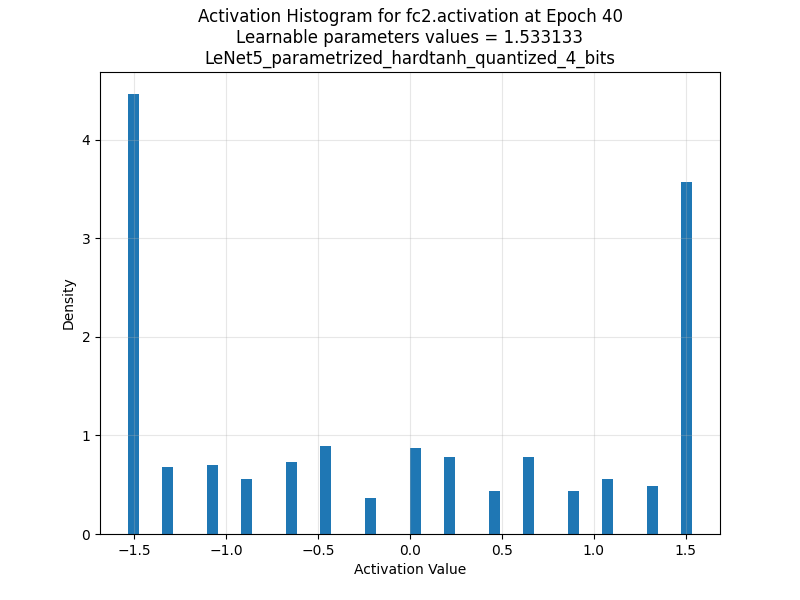 Activation Histogram for fc2.activation at Epoch 40
Learnable parameters values = 1.533133
LeNet5_parametrized_hardtanh_quantized_4_bits
4
3
2
1
0
Density
−1.5 −1.0 −0.5 0.0 0.5 1.0 1.5
Activation Value